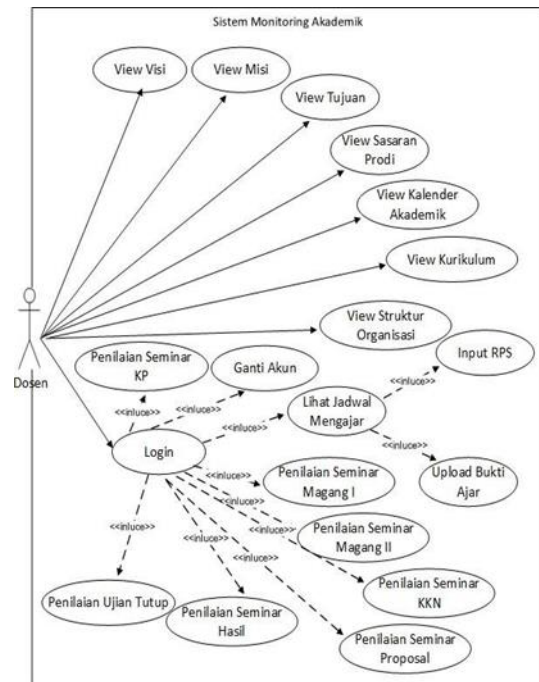 Sistem Monitoring Akademik
View Visi
View Misi
View Tujuan
View Sasaran
Prodi
View Kalender
Akademik
View Kurikulum
View Struktur
Organisasi
Dosen
Penilaian Seminar
KP
Ganti Akun
Input RPS
Lihat Jadwal
Mengajar
<<inluce>>
<<inluce>>
<<inluce>>
<<inluce>>
<<inluce>>
Login
<<inluce>>
Penilaian Seminar
Magang I
Upload Bukti
Ajar
<<inluce>>
<<inluce>>
<<inluce>>
<<inluce>>
<<inluce>>
Penilaian Seminar
Magang II
Penilaian Seminar
KKN
Penilaian Ujian Tutup
Penilaian Seminar
Hasil
Penilaian Seminar
Proposal